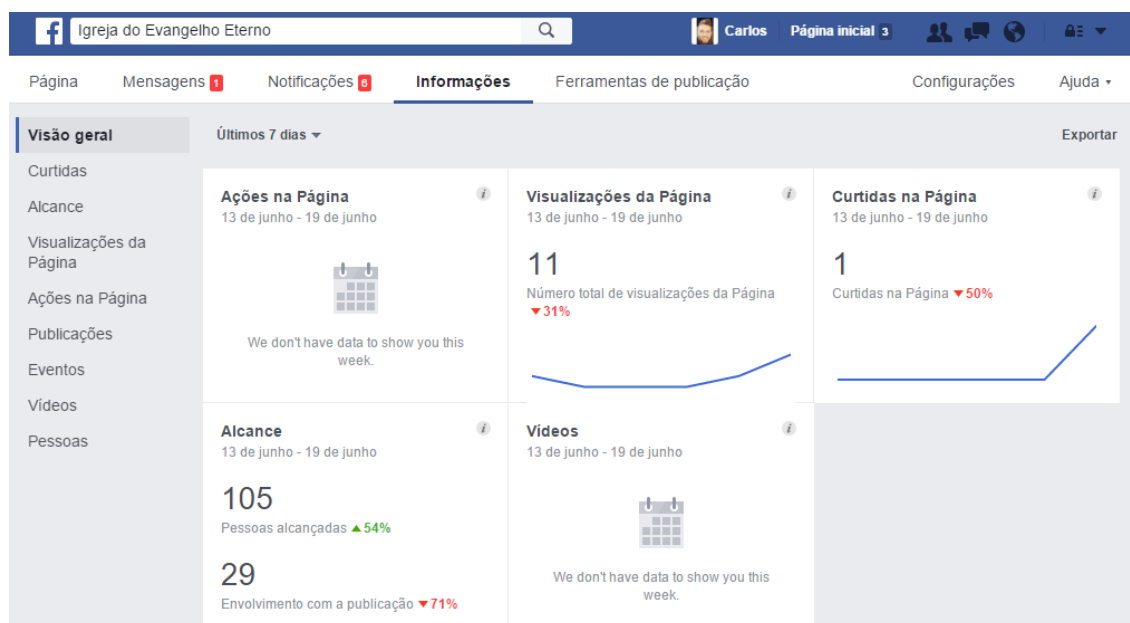 Igreja do Evangelho Eterno
Carlos
Página inicial 3
Página
Mensagens 1
Notificações 6
Informações
Ferramentas de publicação
Configurações
Ajuda
Visão geral
Curtidas
Alcance
Visualizações da
Página
Ações na Página
Publicações
Eventos
Vídeos
Pessoas
Últimos 7 dias
Exportar
Ações na Página
13 de junho - 19 de junho
We don't have data to show you this
week.
Visualizações da Página
13 de junho - 19 de junho
11
Número total de visualizações da Página
31%
Curtidas na Página
13 de junho - 19 de junho
1
Curtidas na Página 50%
Alcance
13 de junho - 19 de junho
105
Pessoas alcançadas 54%
29
Envolvimento com a publicação 71%
Vídeos
13 de junho - 19 de junho
We don't have data to show you this
week.